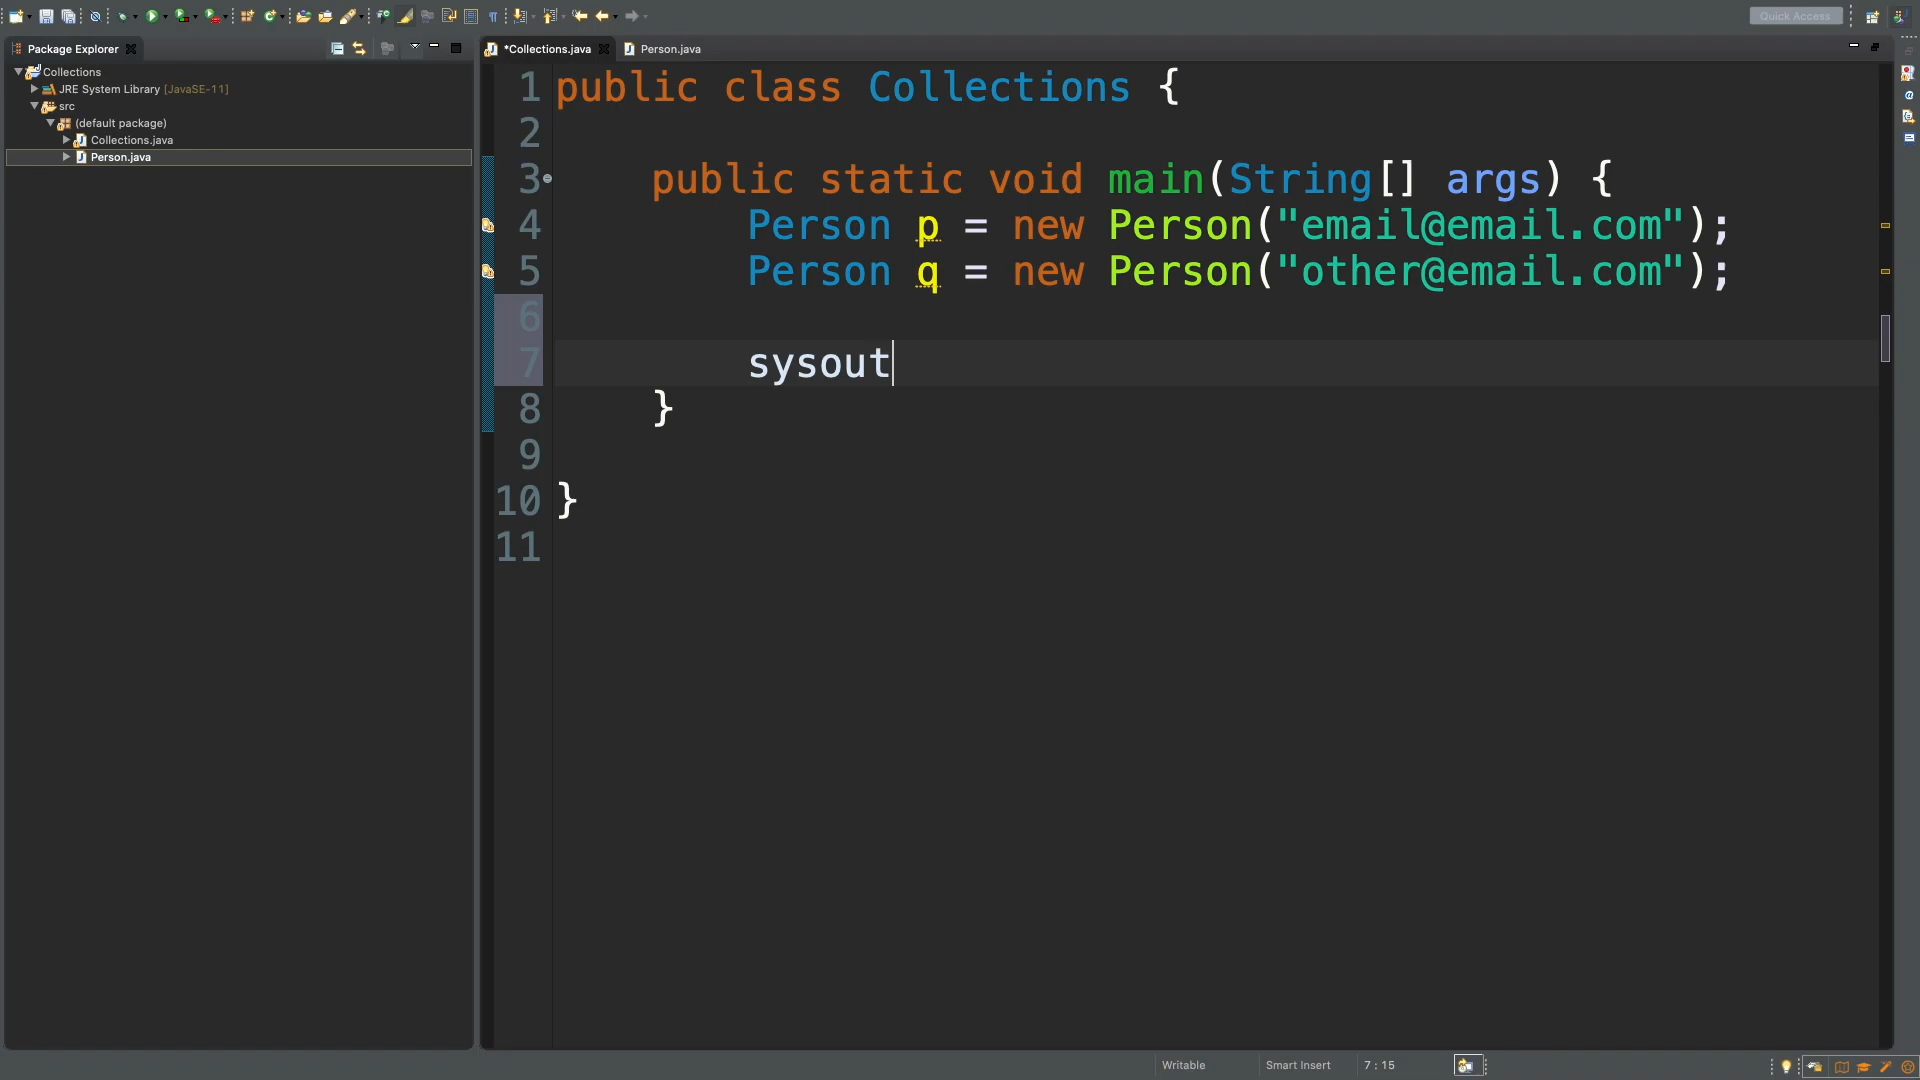 Quick Access
Package Explorer
*Collections.java
Person.java
Collections
JRE System Library [JavaSE-11]
src
(default package)
Collections.java
Person.java
1 public class Collections {
2
3 public static void main(String[] args) {
4 Person p = new Person("email@email.com");
5 Person q = new Person("other@email.com");
6
7 sysout
8 }
9
10 }
11
Writable
Smart Insert
7 : 15